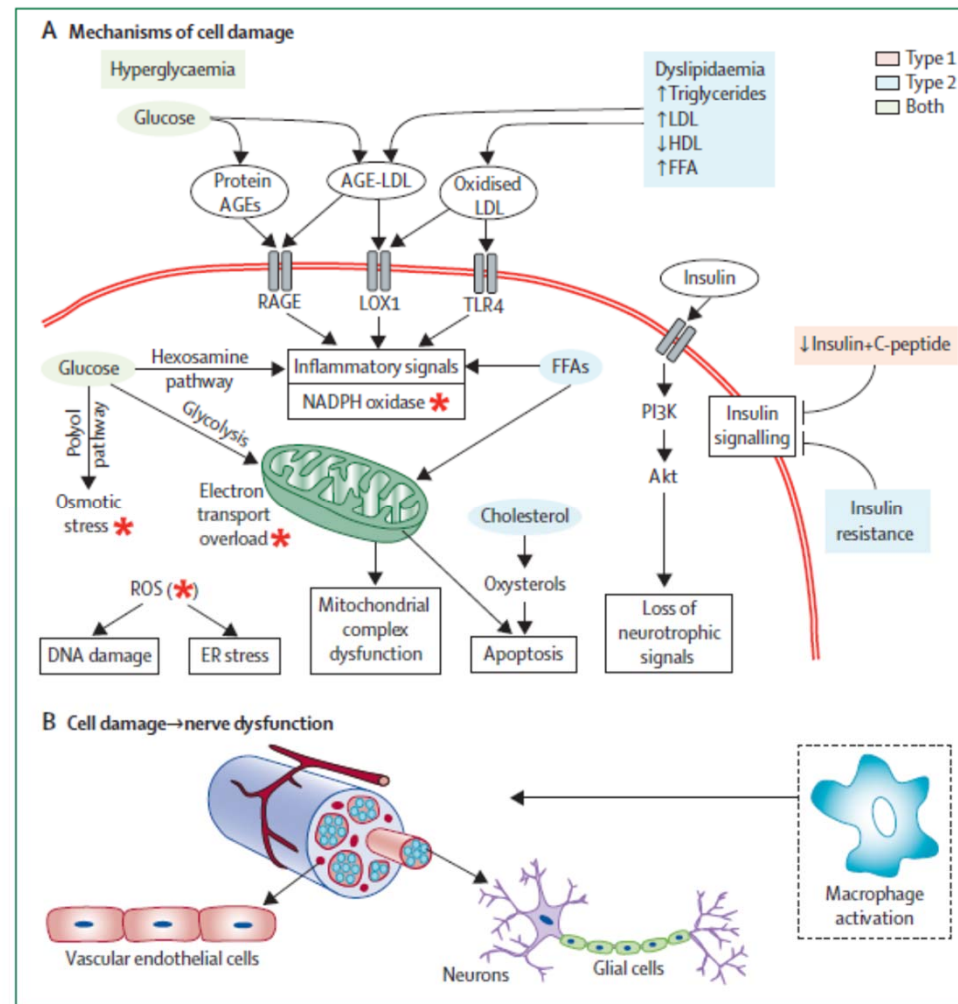 A Mechanisms of cell damage
Hyperglycaemia
Dyslipidaemia
↑Triglycerides
↑LDL
↓HDL
↑FFA
Type 1
Type 2
Both
Glucose
Protein
AGEs
AGE-LDL
Oxidised
LDL
RAGE
LOX1
TLR4
Insulin
Glucose
Hexosamine
pathway
Inflammatory signals
NADPH oxidase *
FFAs
↓Insulin+C-peptide
Polyol
pathway
Glycolysis
PI3K
Insulin
signalling
Akt
Osmotic
stress *
Electron
transport
overload *
Cholesterol
Insulin
resistance
ROS (*)
Oxysterols
DNA damage
ER stress
Mitochondrial
complex
dysfunction
Apoptosis
Loss of
neurotrophic
signals
B Cell damage→nerve dysfunction
Macrophage
activation
Vascular endothelial cells
Neurons
Glial cells